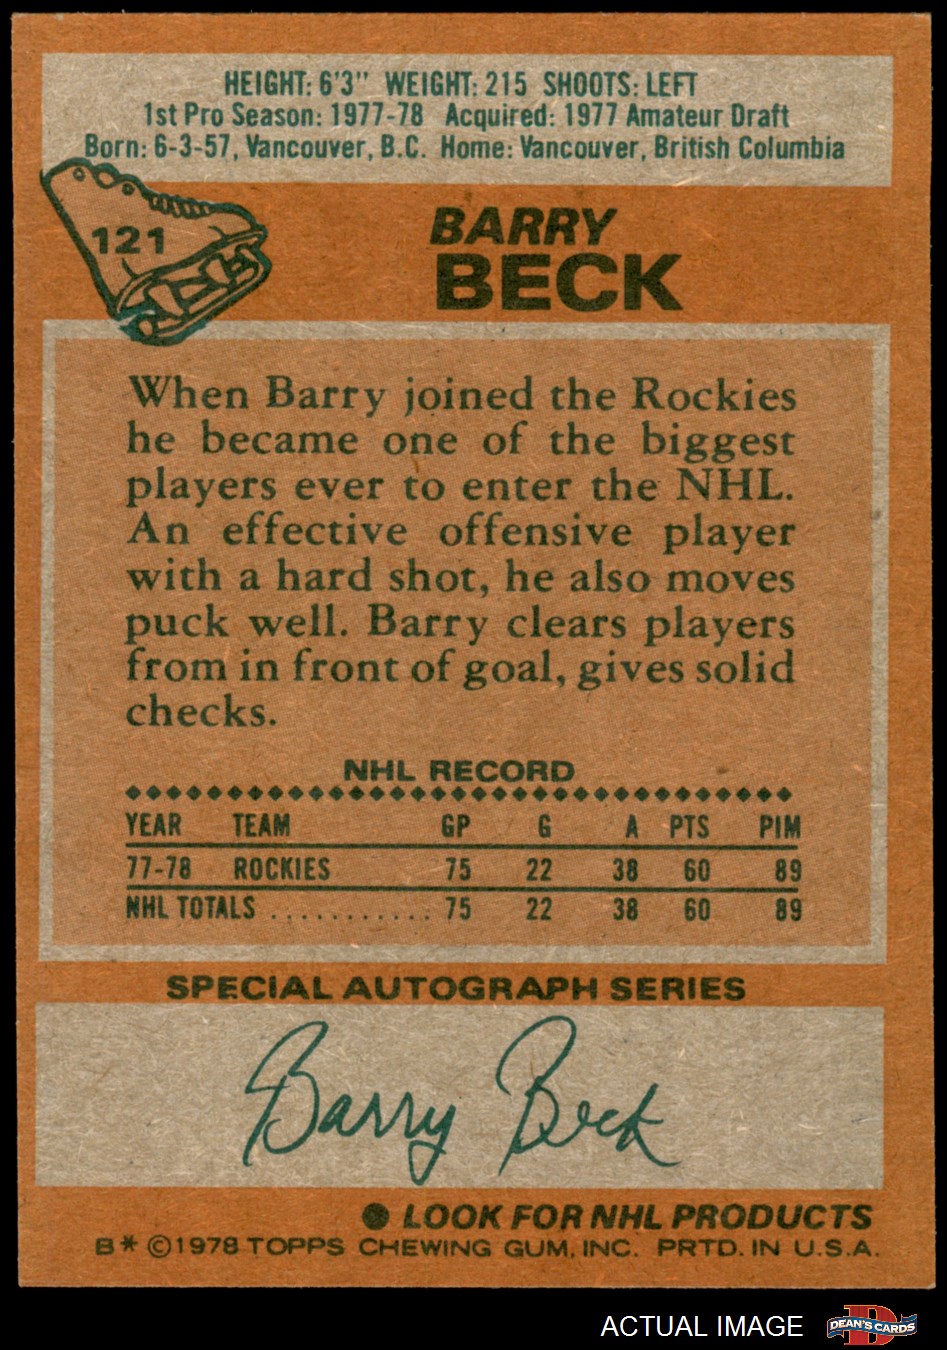 HEIGHT: 6'3" WEIGHT: 215 SHOOTS: LEFT
1st Pro Season: 1977-78 Acquired: 1977 Amateur Draft
Born: 6-3-57, Vancouver, B.C. Home: Vancouver, British Columbia
121
BARRY
BECK
When Barry joined the Rockies
he became one of the biggest
players ever to enter the NHL.
An effective offensive player
with a hard shot, he also moves
puck well. Barry clears players
from in front of goal, gives solid
checks.
NHL RECORD
YEAR TEAM GP G A PTS PIM
77-78 ROCKIES 75 22 38 60 89
NHL TOTALS ............ 75 22 38 60 89
SPECIAL AUTOGRAPH SERIES
Barry Beck
● LOOK FOR NHL PRODUCTS
B* ©1978 TOPPS CHEWING GUM, INC. PRTD. IN U.S.A.
ACTUAL IMAGE
D
DEAN'S CARDS